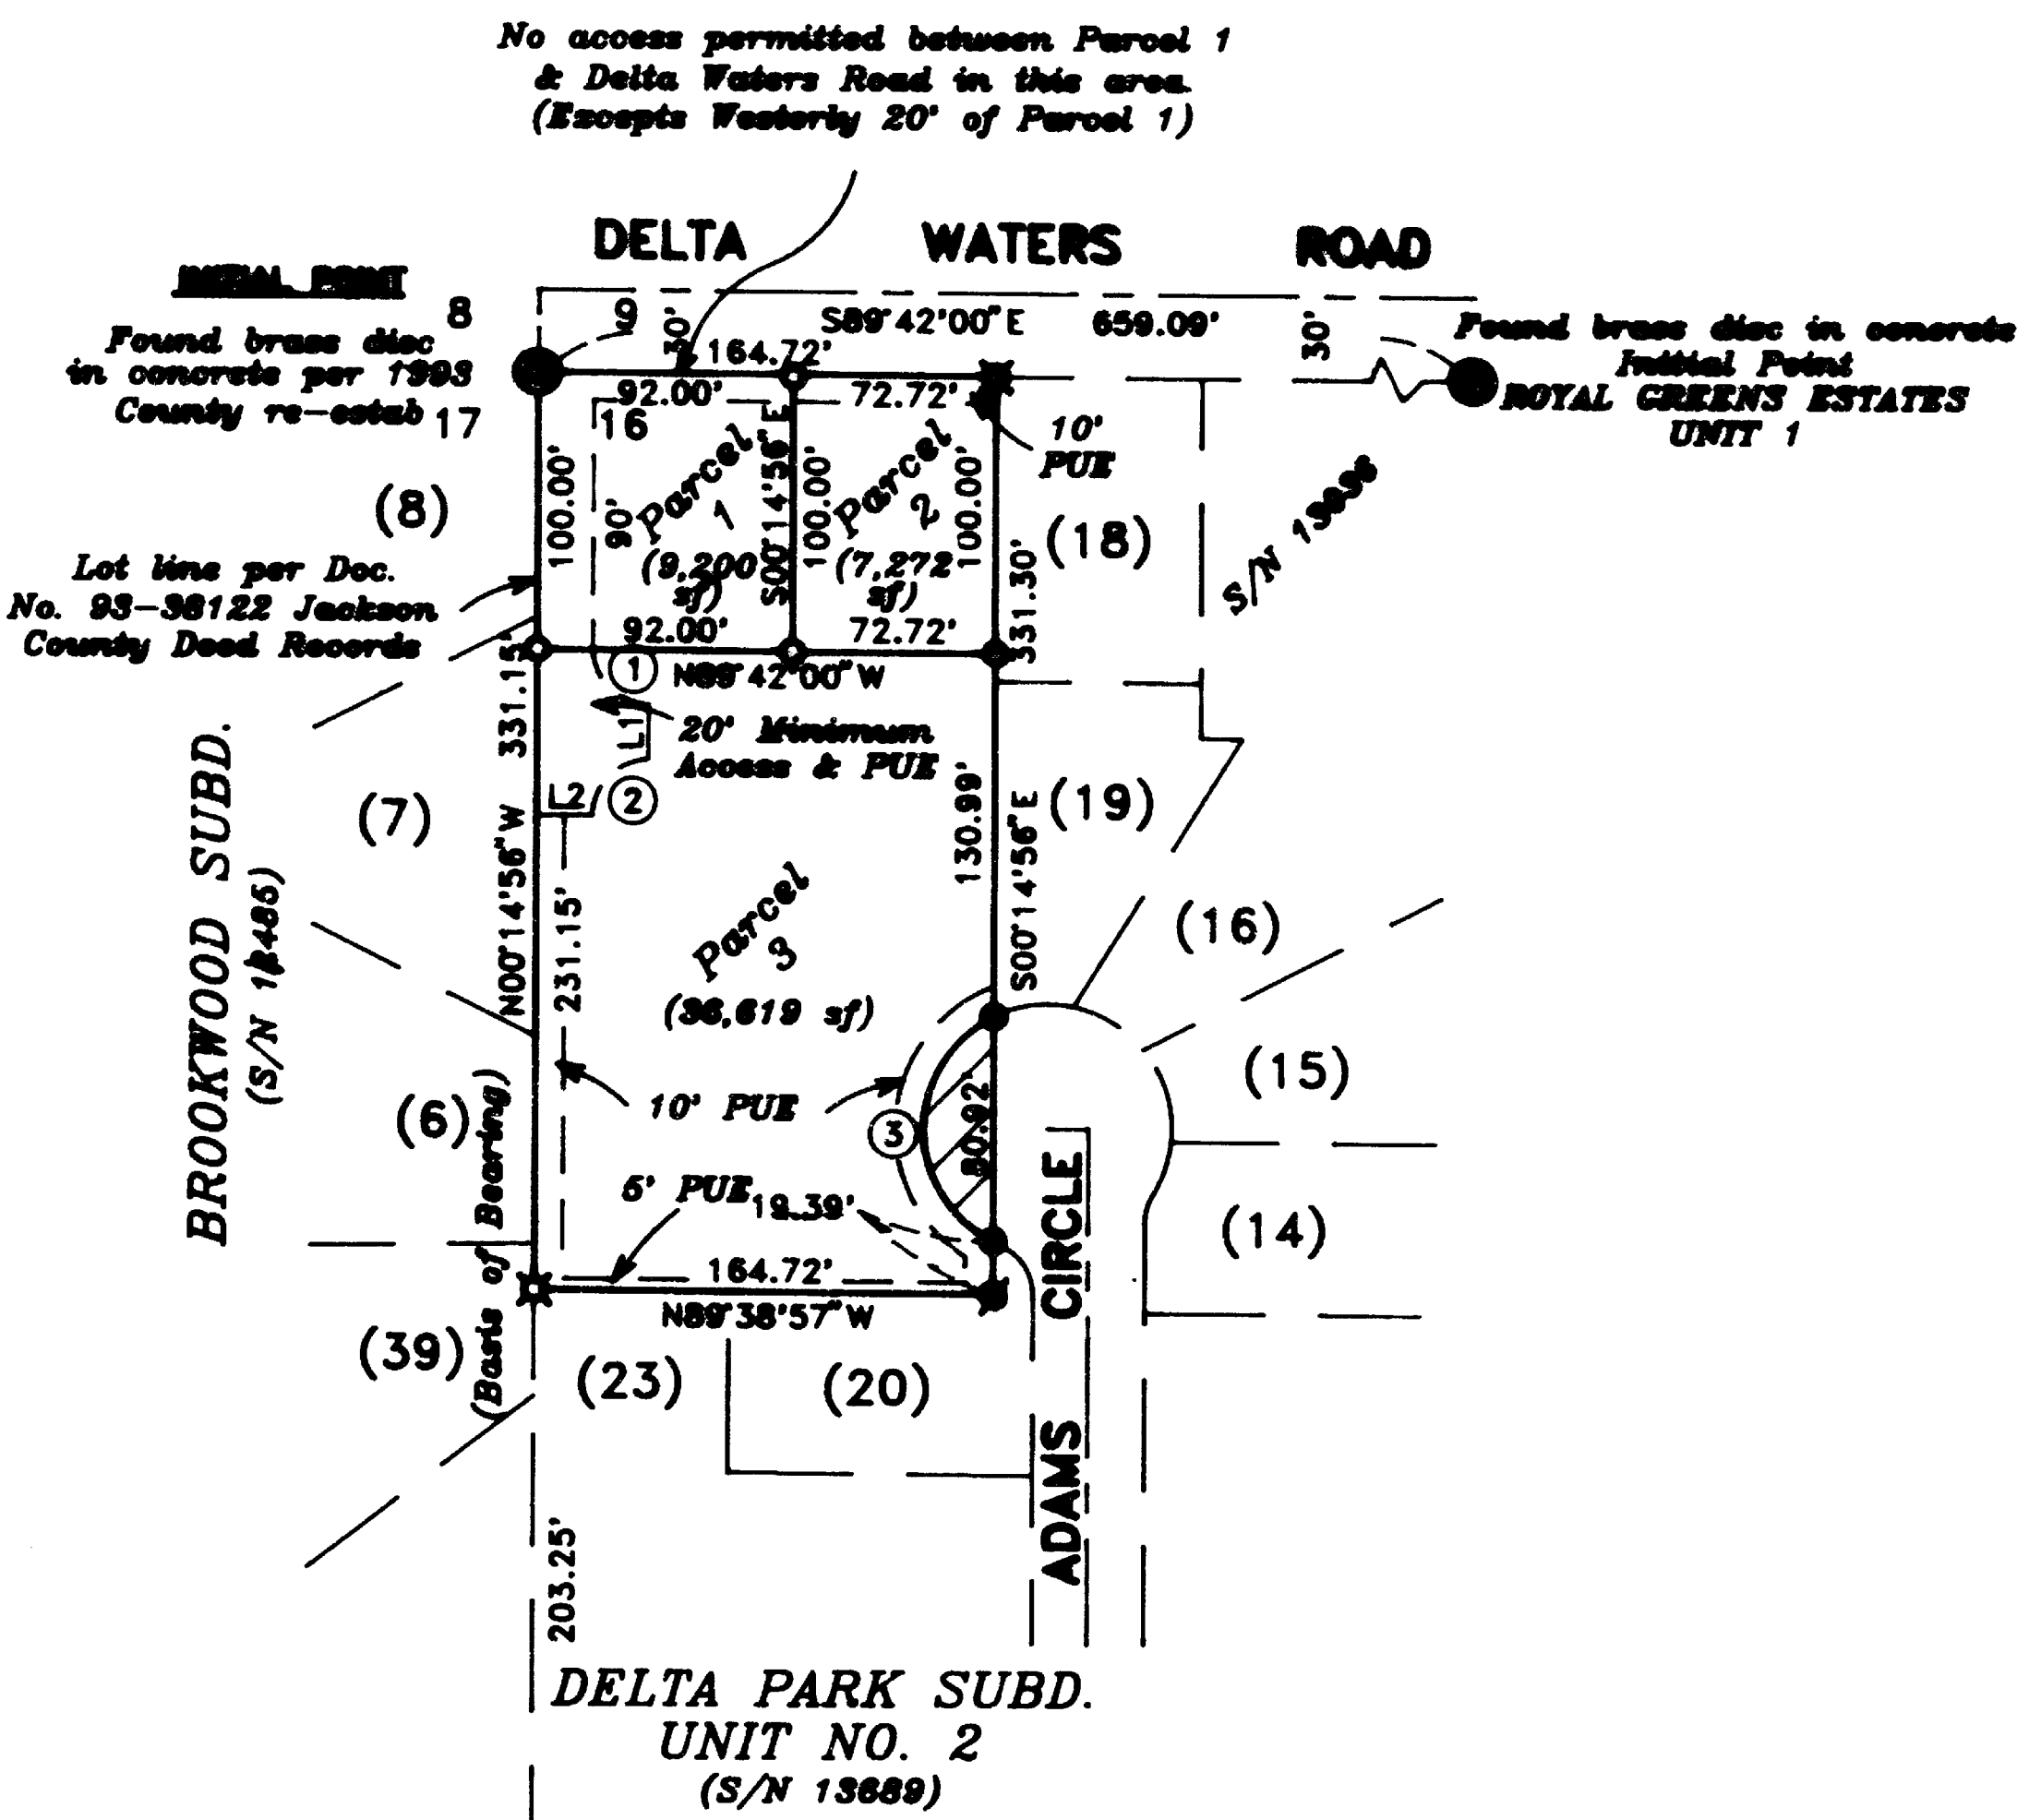 No access permitted between Parcel 1
& Delta Waters Road in this area.
(Excepts Westerly 20' of Parcel 1)
DELTA WATERS ROAD
INITIAL POINT
8
9
30'
S89°42'00"E 659.09'
30'
Found brass disc
in concrete per 1993
County re-estab
17
16
Found brass disc in concrete
Initial Point
ROYAL GREENS ESTATES
UNIT 1
164.72'
92.00'
72.72'
10'
PUE
100.00'
90'
Parcel
1
(9,200
sf)
S00°14'56"E
100.00'
Parcel
2
(7,272
sf)
100.00'
331.30'
(8)
(18)
S/N
Lot line per Doc.
No. 93-38122 Jackson
County Deed Records
92.00'
72.72'
1
N89°42'00"W
331.15'
L1
20' Minimum
Access & PUE
L2
2
(7)
(19)
130.99'
S00°14'56"E
BROOKWOOD SUBD.
(S/N
N00°14'56"W
231.15'
Parcel
3
(36,619 sf)
(16)
(15)
(6)
10' PUE
3
80.92'
(Basis of Bearing)
5' PUE
19.39'
(14)
164.72'
N89°38'57"W
(39)
(23)
(20)
ADAMS CIRCLE
203.25'
DELTA PARK SUBD.
UNIT NO. 2
(S/N 13689)